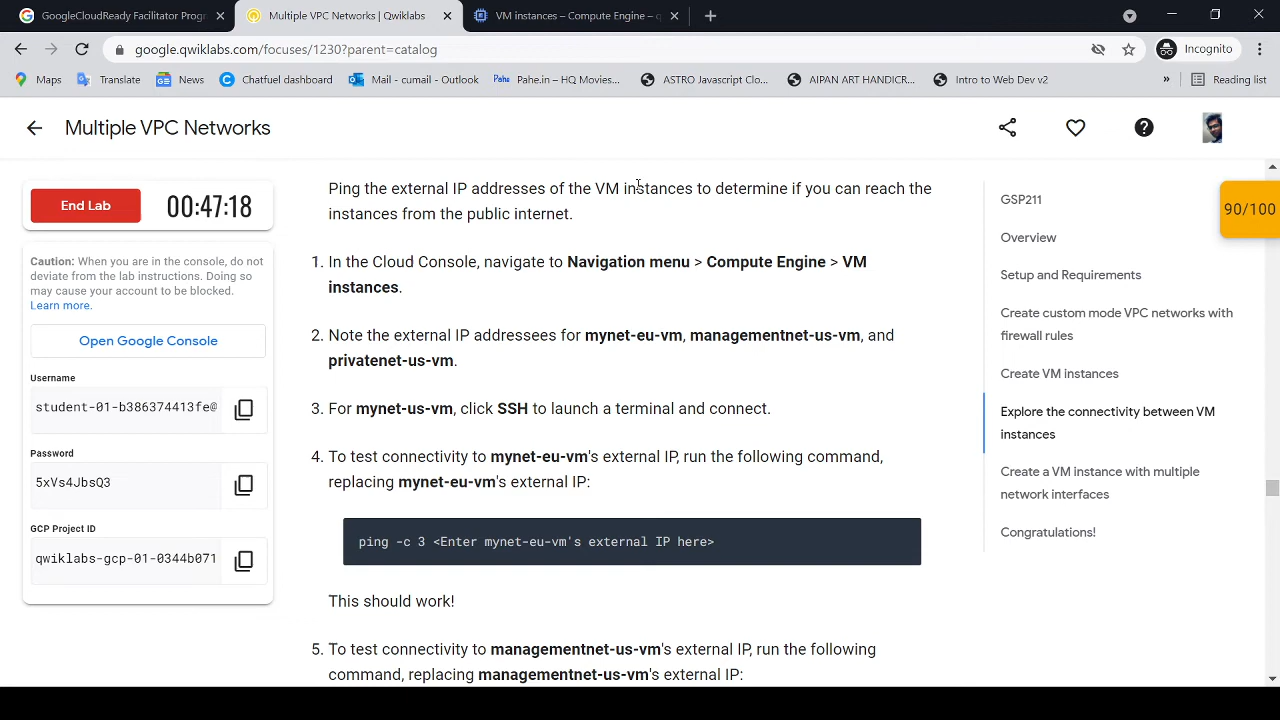 GoogleCloudReady Facilitator Progr
Multiple VPC Networks | Qwiklabs
VM instances – Compute Engine – q
google.qwiklabs.com/focuses/1230?parent=catalog
Incognito
Maps
Translate
News
Chatfuel dashboard
Mail - cumail - Outlook
Pahe.in – HQ Movies...
ASTRO Javascript Clo...
AIPAN ART HANDICR...
Intro to Web Dev v2
»
Reading list
Multiple VPC Networks
End Lab
00:47:18
Caution: When you are in the console, do not
deviate from the lab instructions. Doing so
may cause your account to be blocked.
Learn more.
Open Google Console
Username
student-01-b386374413fe@
Password
5xVs4JbsQ3
GCP Project ID
qwiklabs-gcp-01-0344b071
Ping the external IP addresses of the VM instances to determine if you can reach the
instances from the public internet.
1. In the Cloud Console, navigate to Navigation menu > Compute Engine > VM
instances.
2. Note the external IP addressees for mynet-eu-vm, managementnet-us-vm, and
privatenet-us-vm.
3. For mynet-us-vm, click SSH to launch a terminal and connect.
4. To test connectivity to mynet-eu-vm's external IP, run the following command,
replacing mynet-eu-vm's external IP:
ping -c 3 <Enter mynet-eu-vm's external IP here>
This should work!
5. To test connectivity to managementnet-us-vm's external IP, run the following
command, replacing managementnet-us-vm's external IP:
GSP211
Overview
Setup and Requirements
Create custom mode VPC networks with
firewall rules
Create VM instances
Explore the connectivity between VM
instances
Create a VM instance with multiple
network interfaces
Congratulations!
90/100